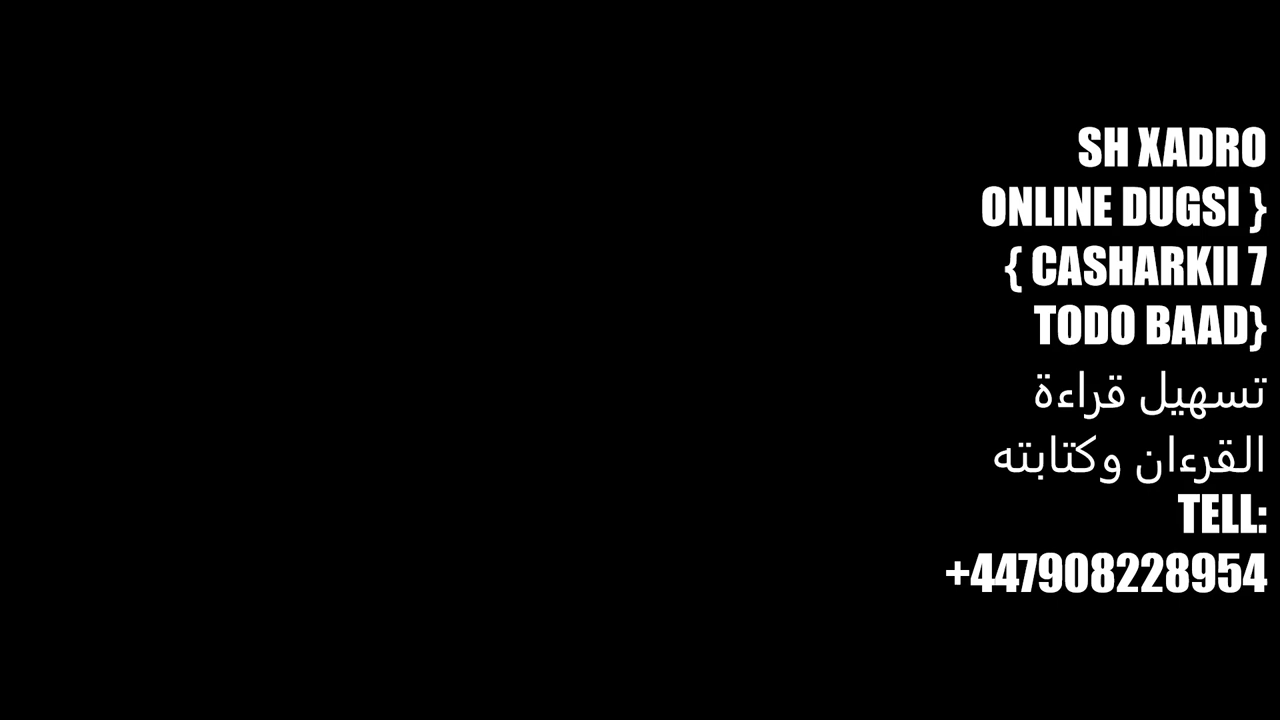 SH XADRO
ONLINE DUGSI }
{ CASHARKII 7
TODO BAAD}
تسهيل قراءة
القرءان وكتابته
TELL:
+447908228954